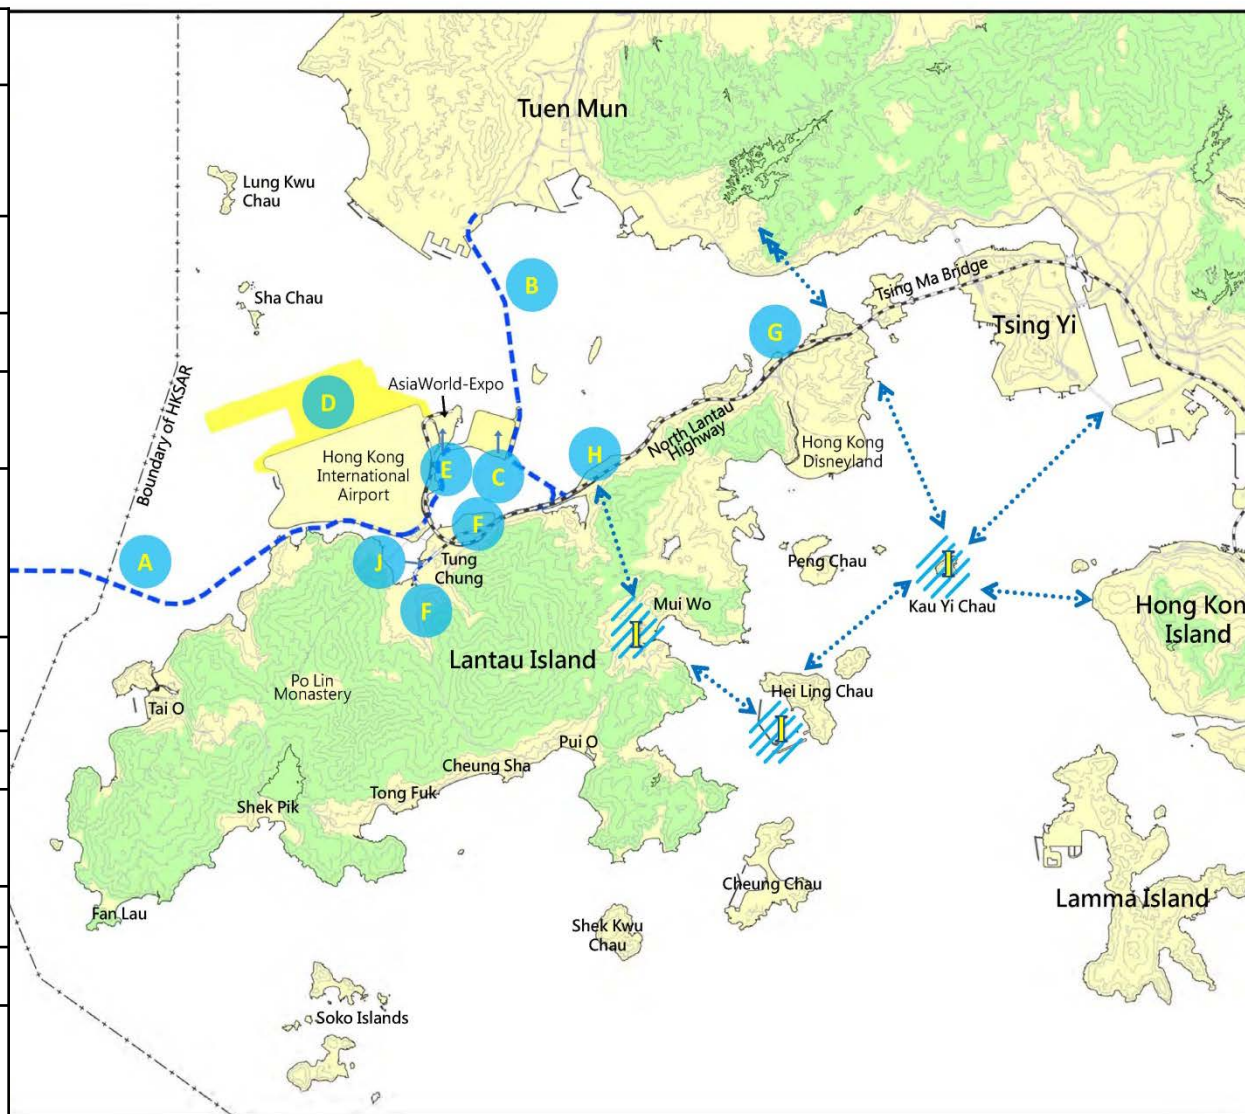 Tuen Mun
Lung Kwu
Chau
Sha Chau
B
Tsing Ma Bridge
Tsing Yi
G
Boundary of HKSAR
D
AsiaWorld-Expo
Hong Kong
International
Airport
E
C
H
North Lantau
Highway
Hong Kong
Disneyland
F
A
J
Tung
Chung
F
Peng Chau
I
Kau Yi Chau
Hong Kon
Island
Mui Wo
I
Lantau Island
Po Lin
Monastery
Tai O
Hei Ling Chau
I
Pui O
Cheung Sha
Tong Fuk
Shek Pik
Fan Lau
Cheung Chau
Shek Kwu
Chau
Lamma Island
Soko Islands